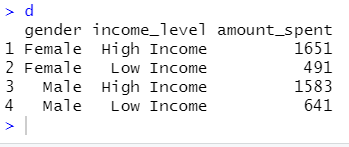 > d
  gender income_level amount_spent
1 Female  High Income         1651
2 Female   Low Income          491
3   Male  High Income         1583
4   Male   Low Income          641
>